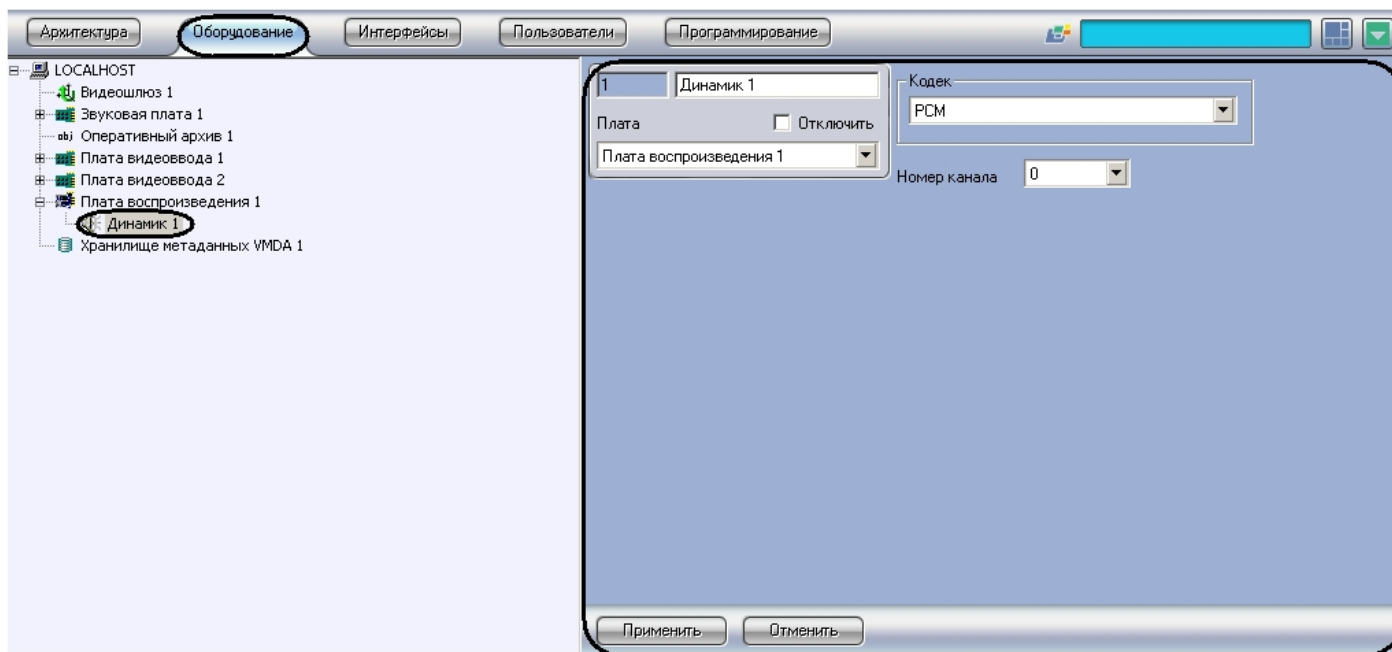 Архитектура Оборудование Интерфейсы Пользователи Программирование
LOCALHOST
Видеошлюз 1
Звуковая плата 1
obj Оперативный архив 1
Плата видеоввода 1
Плата видеоввода 2
Плата воспроизведения 1
Динамик 1
Хранилище метаданных VMDA 1
1 Динамик 1
Плата Отключить
Плата воспроизведения 1
Кодек
PCM
Номер канала 0
Применить Отменить